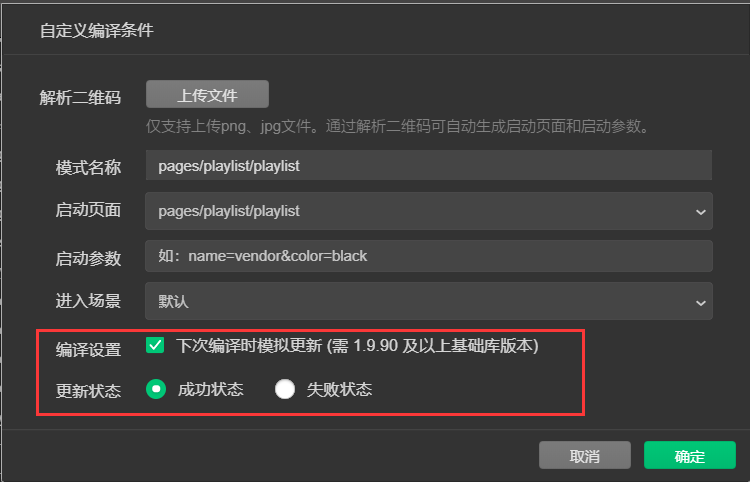 自定义编译条件
解析二维码 上传文件
仅支持上传png、jpg文件。通过解析二维码可自动生成启动页面和启动参数。
模式名称 pages/playlist/playlist
启动页面 pages/playlist/playlist
启动参数 如：name=vendor&color=black
进入场景 默认
编译设置 下次编译时模拟更新 (需 1.9.90 及以上基础库版本)
更新状态 成功状态 失败状态
取消 确定